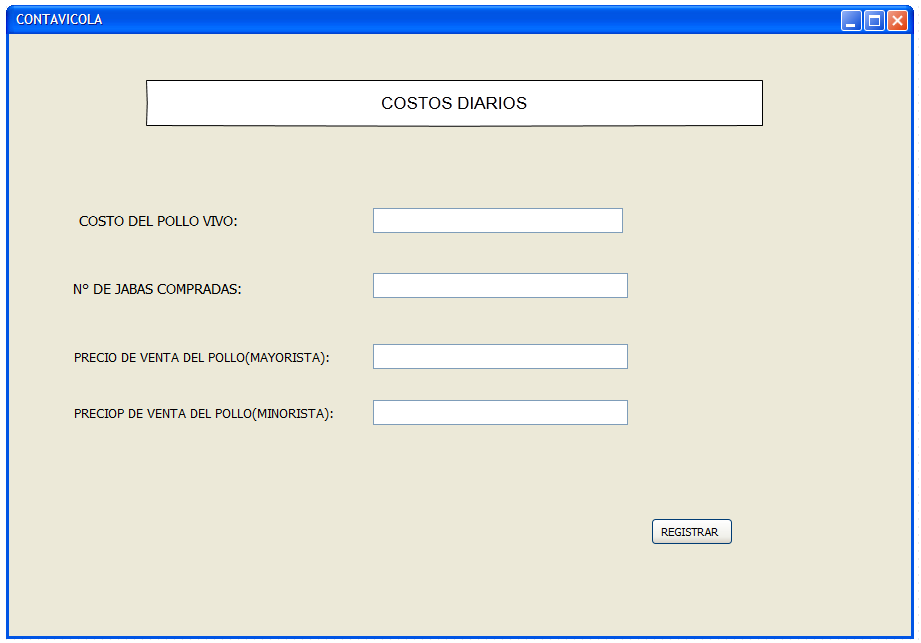 CONTAVICOLA
COSTOS DIARIOS
COSTO DEL POLLO VIVO:
N° DE JABAS COMPRADAS:
PRECIO DE VENTA DEL POLLO(MAYORISTA):
PRECIOP DE VENTA DEL POLLO(MINORISTA):
REGISTRAR